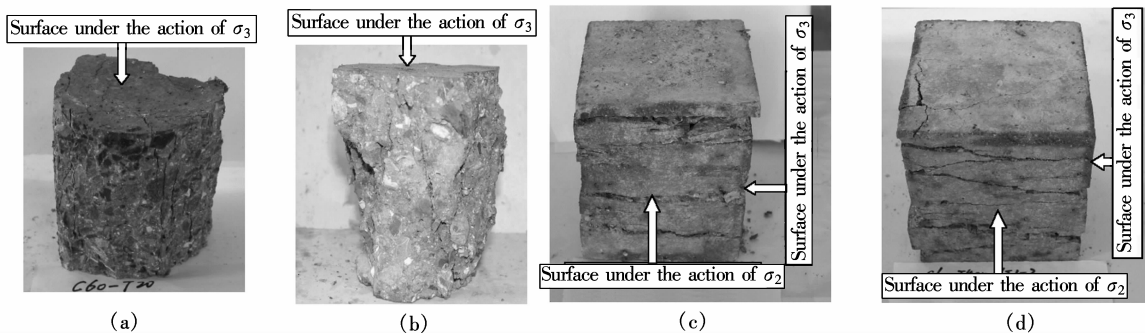 Surface under the action of σ₃
Surface under the action of σ₃
Surface under the action of σ₃
Surface under the action of σ₂
Surface under the action of σ₃
Surface under the action of σ₂
C60-T20
(a)
(b)
(c)
(d)